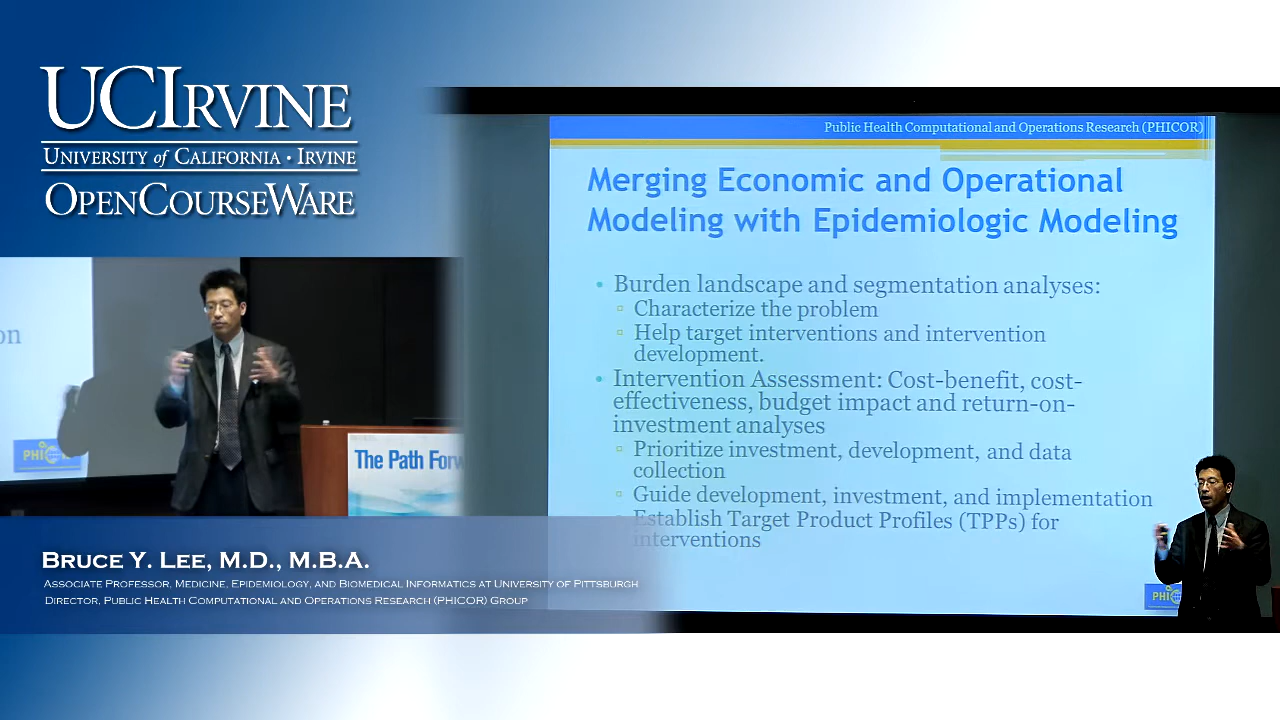 UCIRVINE
UNIVERSITY of CALIFORNIA · IRVINE
OPENCOURSEWARE
Public Health Computational and Operations Research (PHICOR)
Merging Economic and Operational
Modeling with Epidemiologic Modeling
• Burden landscape and segmentation analyses:
▫ Characterize the problem
▫ Help target interventions and intervention
development.
• Intervention Assessment: Cost-benefit, cost-
effectiveness, budget impact and return-on-
investment analyses
▫ Prioritize investment, development, and data
collection
▫ Guide development, investment, and implementation
▫ Establish Target Product Profiles (TPPs) for
interventions
on
PHI
The Path Forw
PHI
BRUCE Y. LEE, M.D., M.B.A.
ASSOCIATE PROFESSOR, MEDICINE, EPIDEMIOLOGY, AND BIOMEDICAL INFORMATICS AT UNIVERSITY OF PITTSBURGH
DIRECTOR, PUBLIC HEALTH COMPUTATIONAL AND OPERATIONS RESEARCH (PHICOR) GROUP